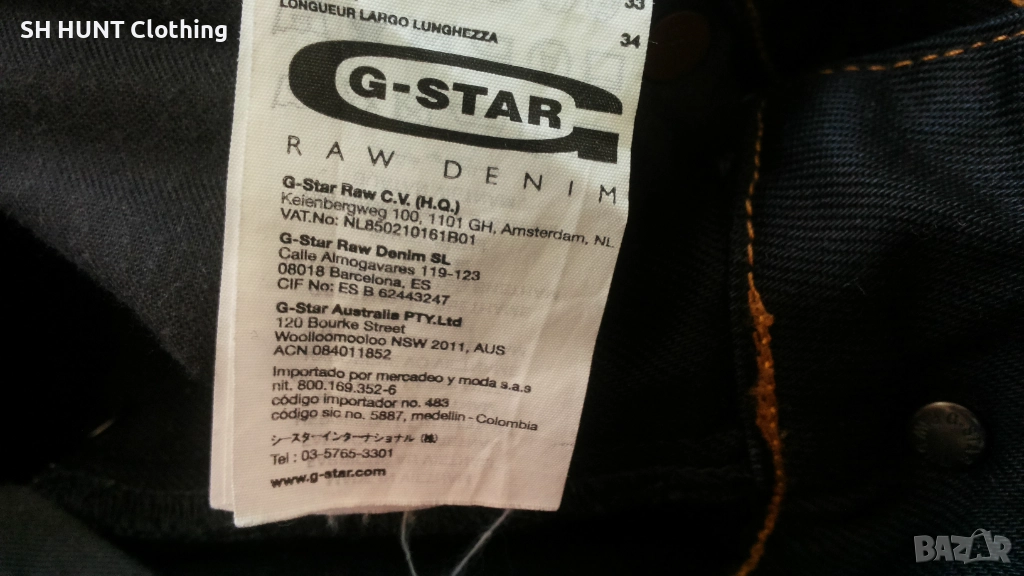 SH HUNT Clothing
33
LONGUEUR LARGO LUNGHEZZA 34
G-STAR
RAW DENIM
G-Star Raw C.V. (H.Q.)
Keienbergweg 100, 1101 GH, Amsterdam, NL
VAT.No: NL850210161B01
G-Star Raw Denim SL
Calle Almogavares 119-123
08018 Barcelona, ES
CIF No: ES B 62443247
G-Star Australia PTY.Ltd
120 Bourke Street
Woolloomooloo NSW 2011, AUS
ACN 084011852
Importado por mercadeo y moda s.a.s
nit. 800.169.352-6
código importador no. 483
código sic no. 5887, medellin - Colombia
ジースターインターナショナル (株)
Tel : 03-5765-3301
www.g-star.com
BAZAR